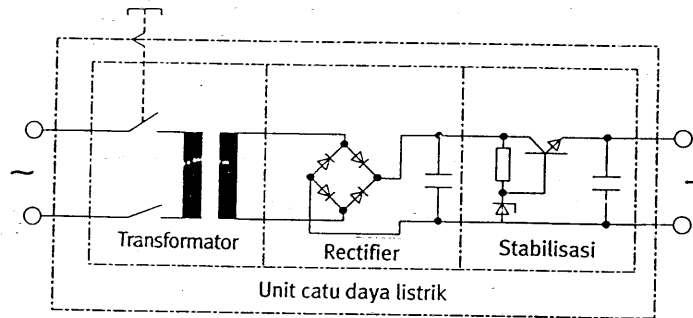 ~
-
Transformator
Rectifier
Stabilisasi
Unit catu daya listrik